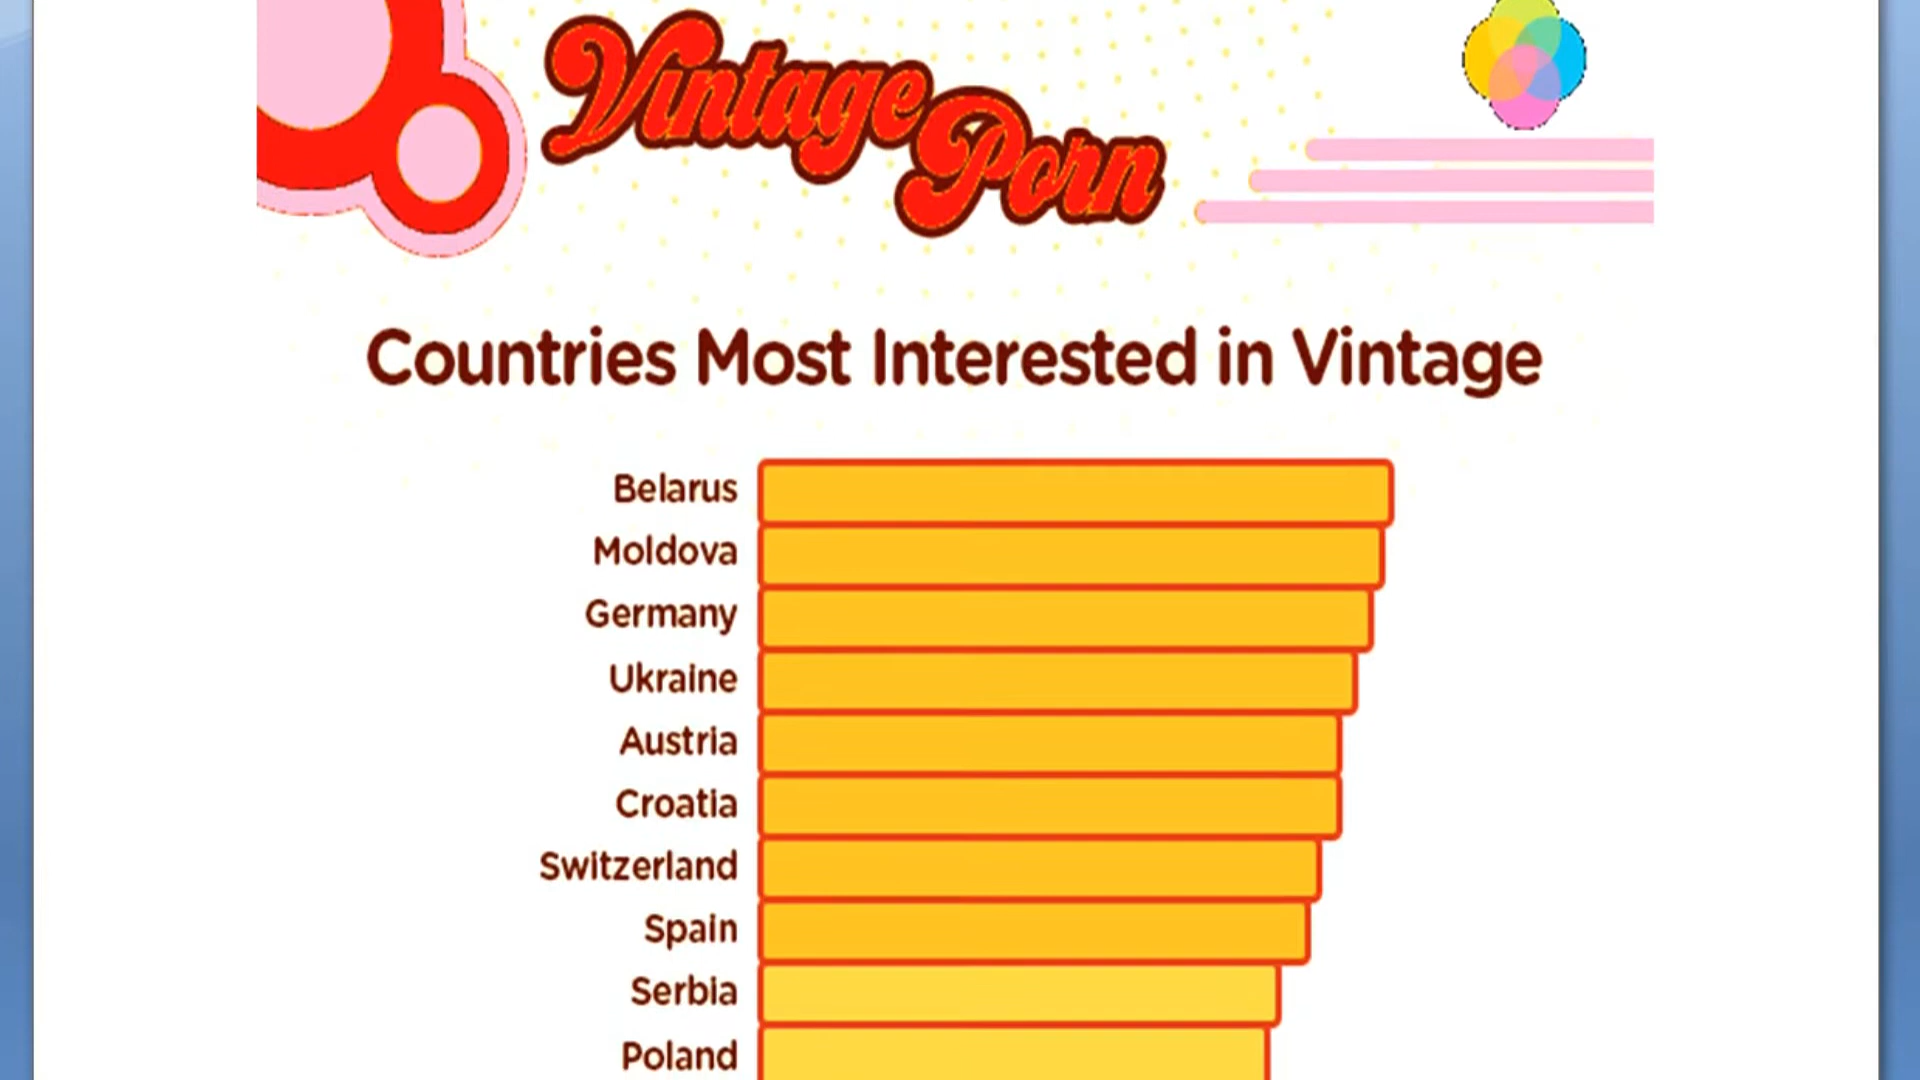 Vintage
Porn
Countries Most Interested in Vintage
Belarus
Moldova
Germany
Ukraine
Austria
Croatia
Switzerland
Spain
Serbia
Poland